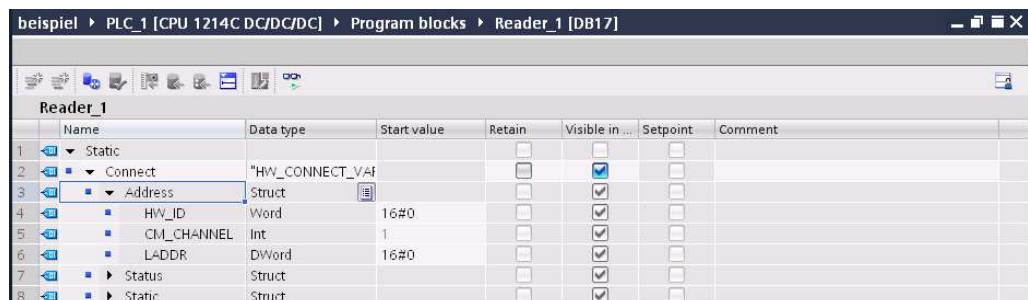 beispiel ▸ PLC_1 [CPU 1214C DC/DC/DC] ▸ Program blocks ▸ Reader_1 [DB17]
Reader_1
Name Data type Start value Retain Visible in ... Setpoint Comment
1 Static
2 Connect "HW_CONNECT_VAR
3 Address Struct
4 HW_ID Word 16#0
5 CM_CHANNEL Int 1
6 LADDR DWord 16#0
7 Status Struct
8 Static Struct